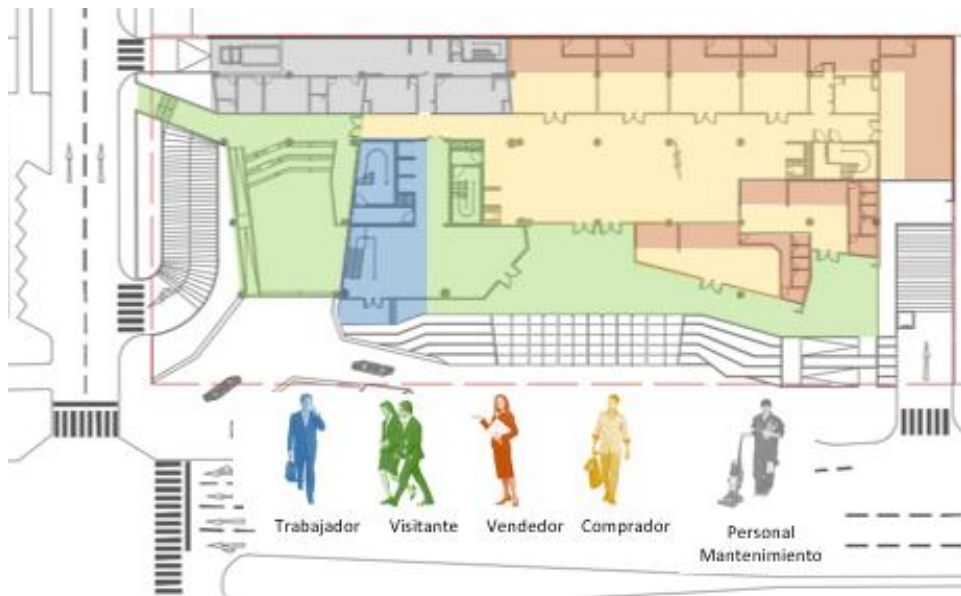 Trabajador
Visitante
Vendedor
Comprador
Personal
Mantenimiento